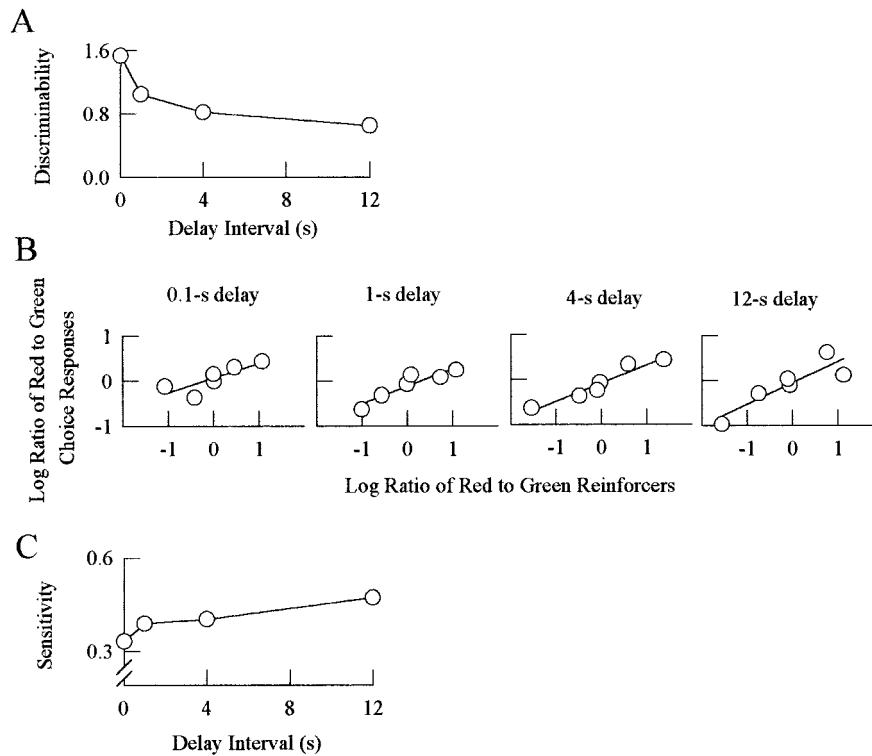 A
1.6
0.8
0.0
Discriminability
0 4 8 12
Delay Interval (s)
B
0.1-s delay 1-s delay 4-s delay 12-s delay
Log Ratio of Red to Green
Choice Responses
1
0
-1
-1 0 1 -1 0 1 -1 0 1 -1 0 1
Log Ratio of Red to Green Reinforcers
C
0.6
0.3
Sensitivity
0 4 8 12
Delay Interval (s)